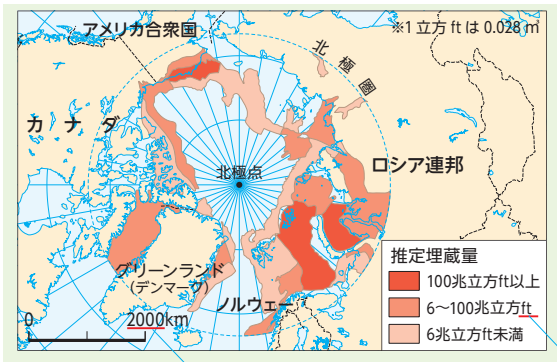 アメリカ合衆国
※1立方ftは0.028m
北極圏
カナダ
ロシア連邦
北極点
グリーンランド
(デンマーク)
ノルウェー
0 2000km
推定埋蔵量
100兆立方ft以上
6〜100兆立方ft
6兆立方ft未満